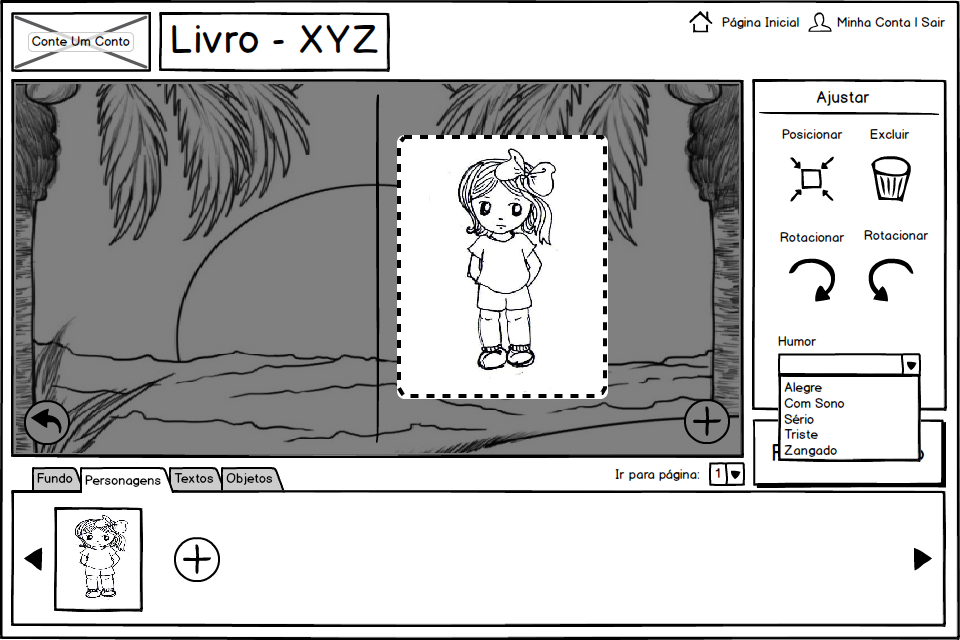 Conte Um Conto
Livro - XYZ
Página Inicial
Minha Conta | Sair
Ajustar
Posicionar
Excluir
Rotacionar
Rotacionar
Humor
Alegre
Com Sono
Sério
Triste
Zangado
Fundo
Personagens
Textos
Objetos
Ir para página:
1